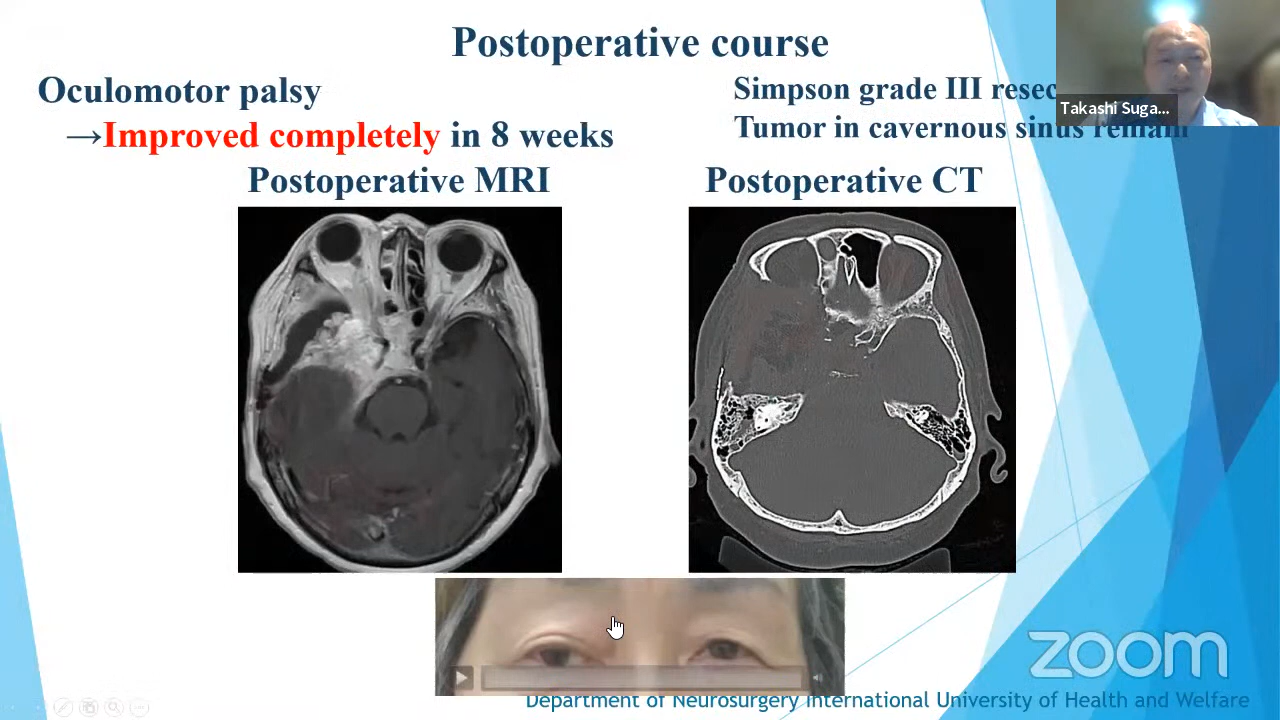 Postoperative course
Oculomotor palsy
→Improved completely in 8 weeks
Simpson grade III resec
Tumor in cavernous sinus remain
Takashi Suga...
Postoperative MRI
Postoperative CT
zoom
Department of Neurosurgery International University of Health and Welfare